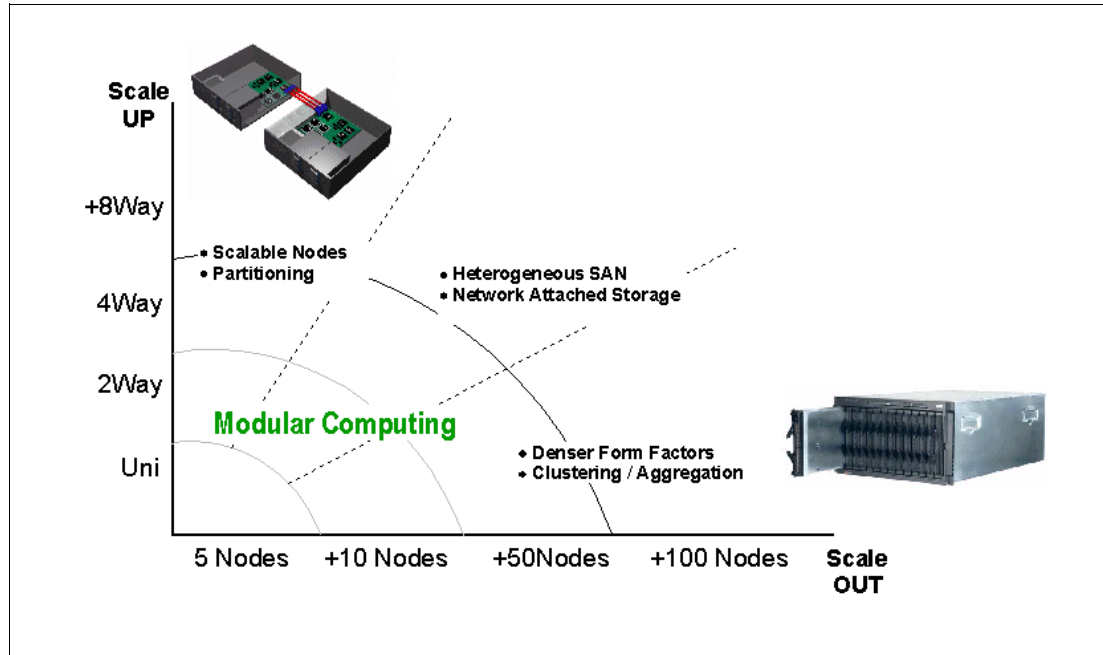 Scale
UP
+8Way
• Scalable Nodes
• Partitioning
• Heterogeneous SAN
• Network Attached Storage
4Way
2Way
Modular Computing
Uni
• Denser Form Factors
• Clustering / Aggregation
5 Nodes +10 Nodes +50Nodes +100 Nodes Scale
OUT